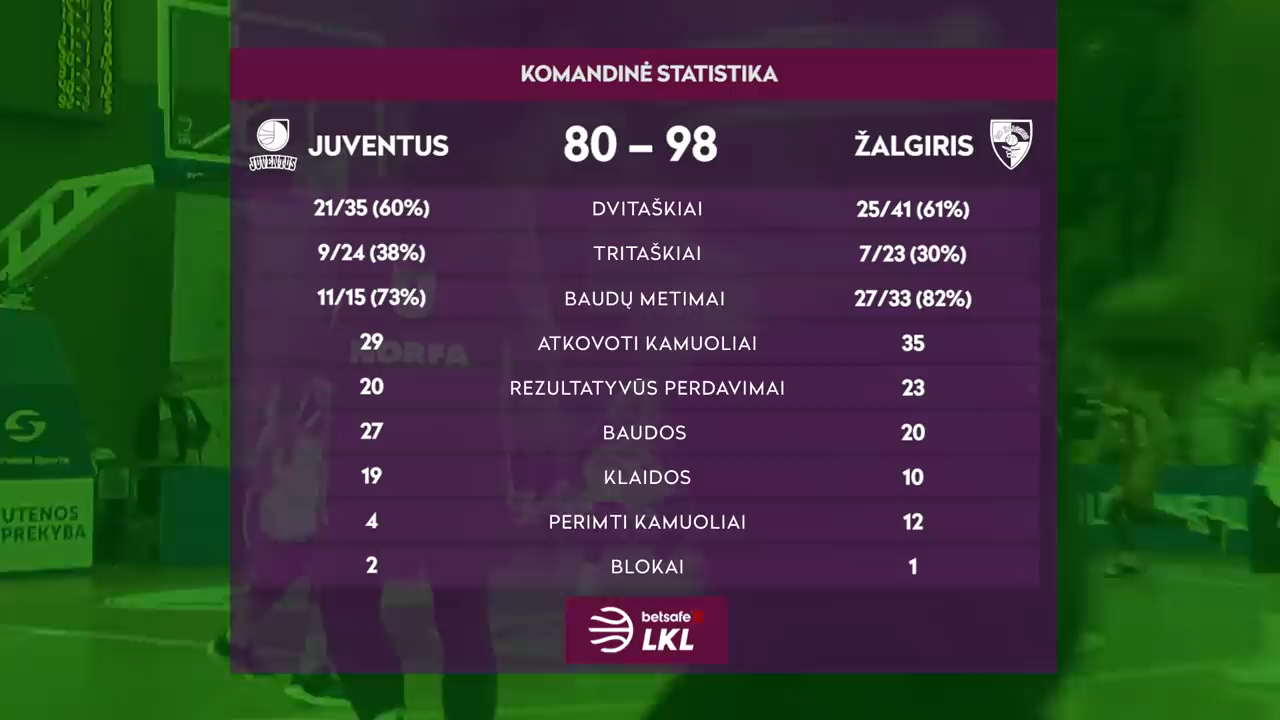 KOMANDINĖ STATISTIKA
JUVENTUS
JUVENTUS 80 – 98 ŽALGIRIS
21/35 (60%) DVITAŠKIAI 25/41 (61%)
9/24 (38%) TRITAŠKIAI 7/23 (30%)
11/15 (73%) BAUDŲ METIMAI 27/33 (82%)
29 ATKOVOTI KAMUOLIAI 35
NORFA
20 REZULTATYVŪS PERDAVIMAI 23
27 BAUDOS 20
19 KLAIDOS 10
4 PERIMTI KAMUOLIAI 12
2 BLOKAI 1
UTENOS
PREKYBA
betsafe
LKL